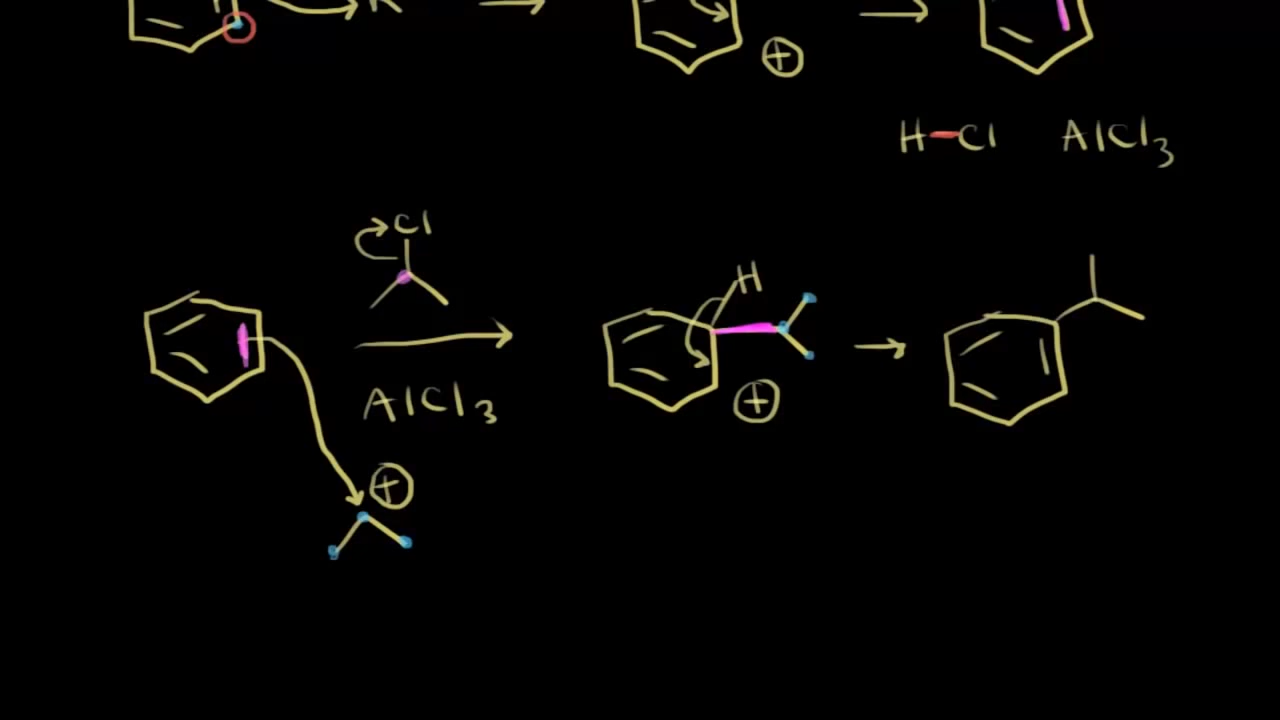 R
+
H-Cl AlCl3
Cl
H
AlCl3
+
+